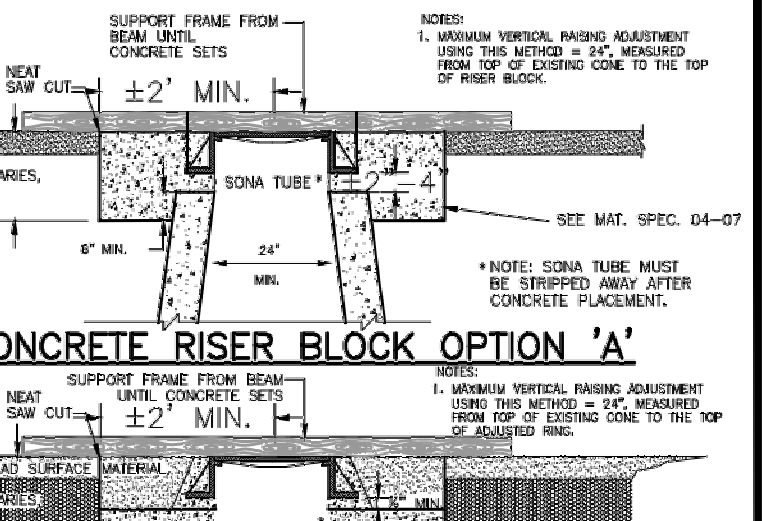 SUPPORT FRAME FROM
BEAM UNTIL
CONCRETE SETS
NOTES:
1. MAXIMUM VERTICAL RAISING ADJUSTMENT
USING THIS METHOD = 24", MEASURED
FROM TOP OF EXISTING CONE TO THE TOP
OF RISER BLOCK.
NEAT
SAW CUT
±2' MIN.
ARIES,
SONA TUBE *
±2"-4"
SEE MAT. SPEC. 04-07
6" MIN.
24"
MIN.
* NOTE: SONA TUBE MUST
BE STRIPPED AWAY AFTER
CONCRETE PLACEMENT.
ONCRETE RISER BLOCK OPTION 'A'
SUPPORT FRAME FROM BEAM
UNTIL CONCRETE SETS
NOTES:
1. MAXIMUM VERTICAL RAISING ADJUSTMENT
USING THIS METHOD = 24", MEASURED
FROM TOP OF EXISTING CONE TO THE TOP
OF ADJUSTED RING.
NEAT
SAW CUT
±2' MIN.
AD SURFACE MATERIAL
ARIES
MIN